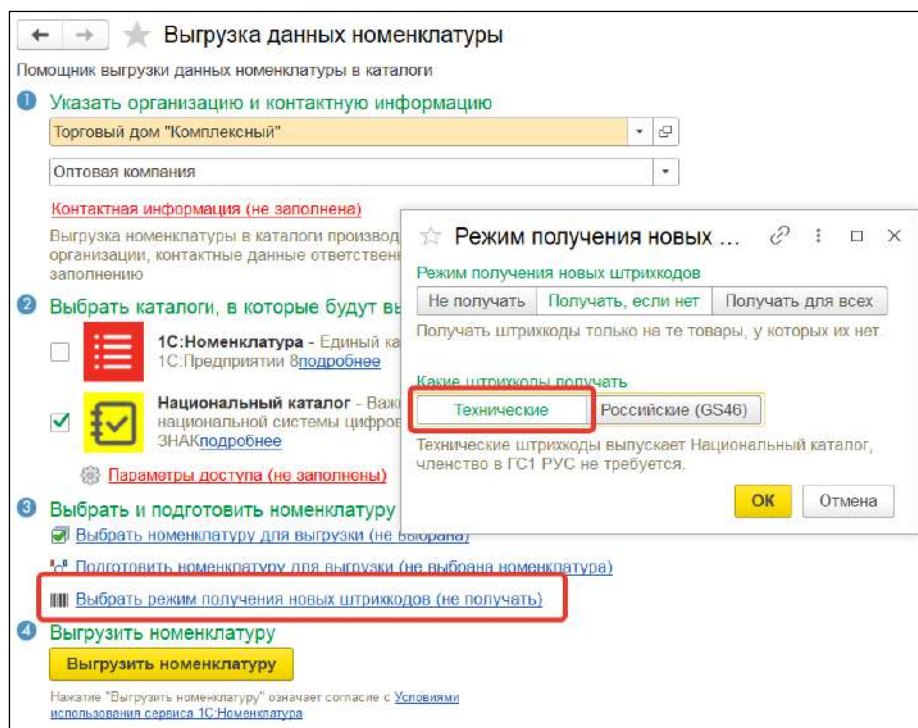 Выгрузка данных номенклатуры
Помощник выгрузки данных номенклатуры в каталоги
1 Указать организацию и контактную информацию
Торговый дом "Комплексный"
Оптовая компания
Контактная информация (не заполнена)
Выгрузка номенклатуры в каталоги производ
организации, контактные данные ответствен
заполнению
2 Выбрать каталоги, в которые будут вы
1С:Номенклатура - Единый ка
1С:Предприятии 8подробнее
Национальный каталог - Важ
национальной системы цифров
ЗНАКподробнее
Параметры доступа (не заполнены)
3 Выбрать и подготовить номенклатуру
Выбрать номенклатуру для выгрузки (не выбрана)
Подготовить номенклатуру для выгрузки (не выбрана номенклатура)
Выбрать режим получения новых штрихкодов (не получать)
4 Выгрузить номенклатуру
Выгрузить номенклатуру
Нажатие "Выгрузить номенклатуру" означает согласие с Условиями
использования сервиса 1С:Номенклатура
Режим получения новых ...
Режим получения новых штрихкодов
Не получать Получать, если нет Получать для всех
Получать штрихкоды только на те товары, у которых их нет.
Какие штрихкоды получать
Технические Российские (GS46)
Технические штрихкоды выпускает Национальный каталог,
членство в ГС1 РУС не требуется.
ОК Отмена